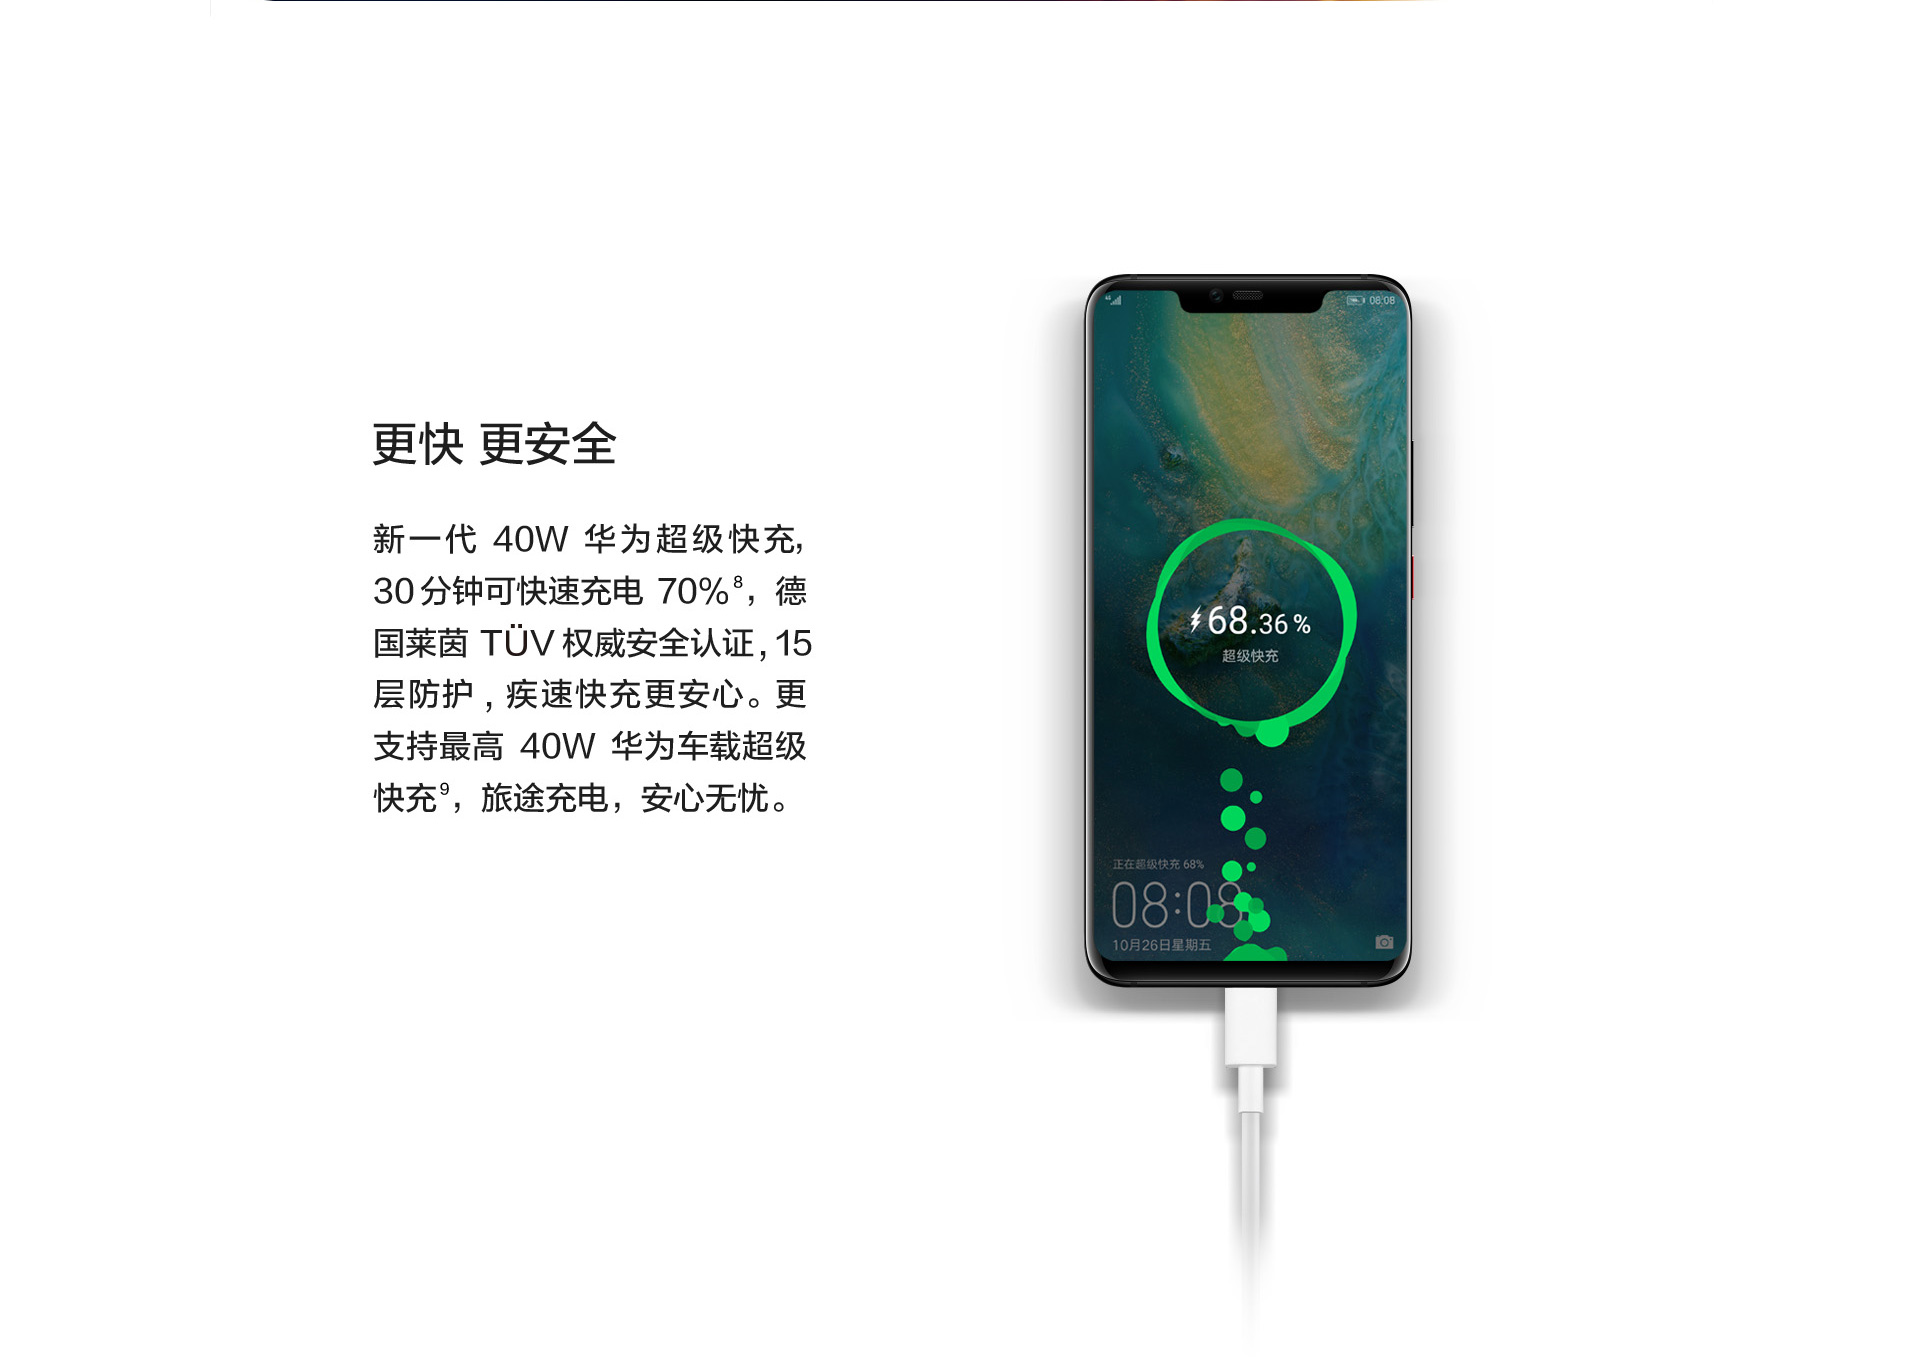 更快 更安全
新一代 40W 华为超级快充，
30分钟可快速充电 70%⁸，德
国莱茵 TÜV 权威安全认证，15
层防护，疾速快充更安心。更
支持最高 40W 华为车载超级
快充⁹，旅途充电，安心无忧。
08:08
68.36%
超级快充
正在超级快充 68%
08:08
10月26日星期五